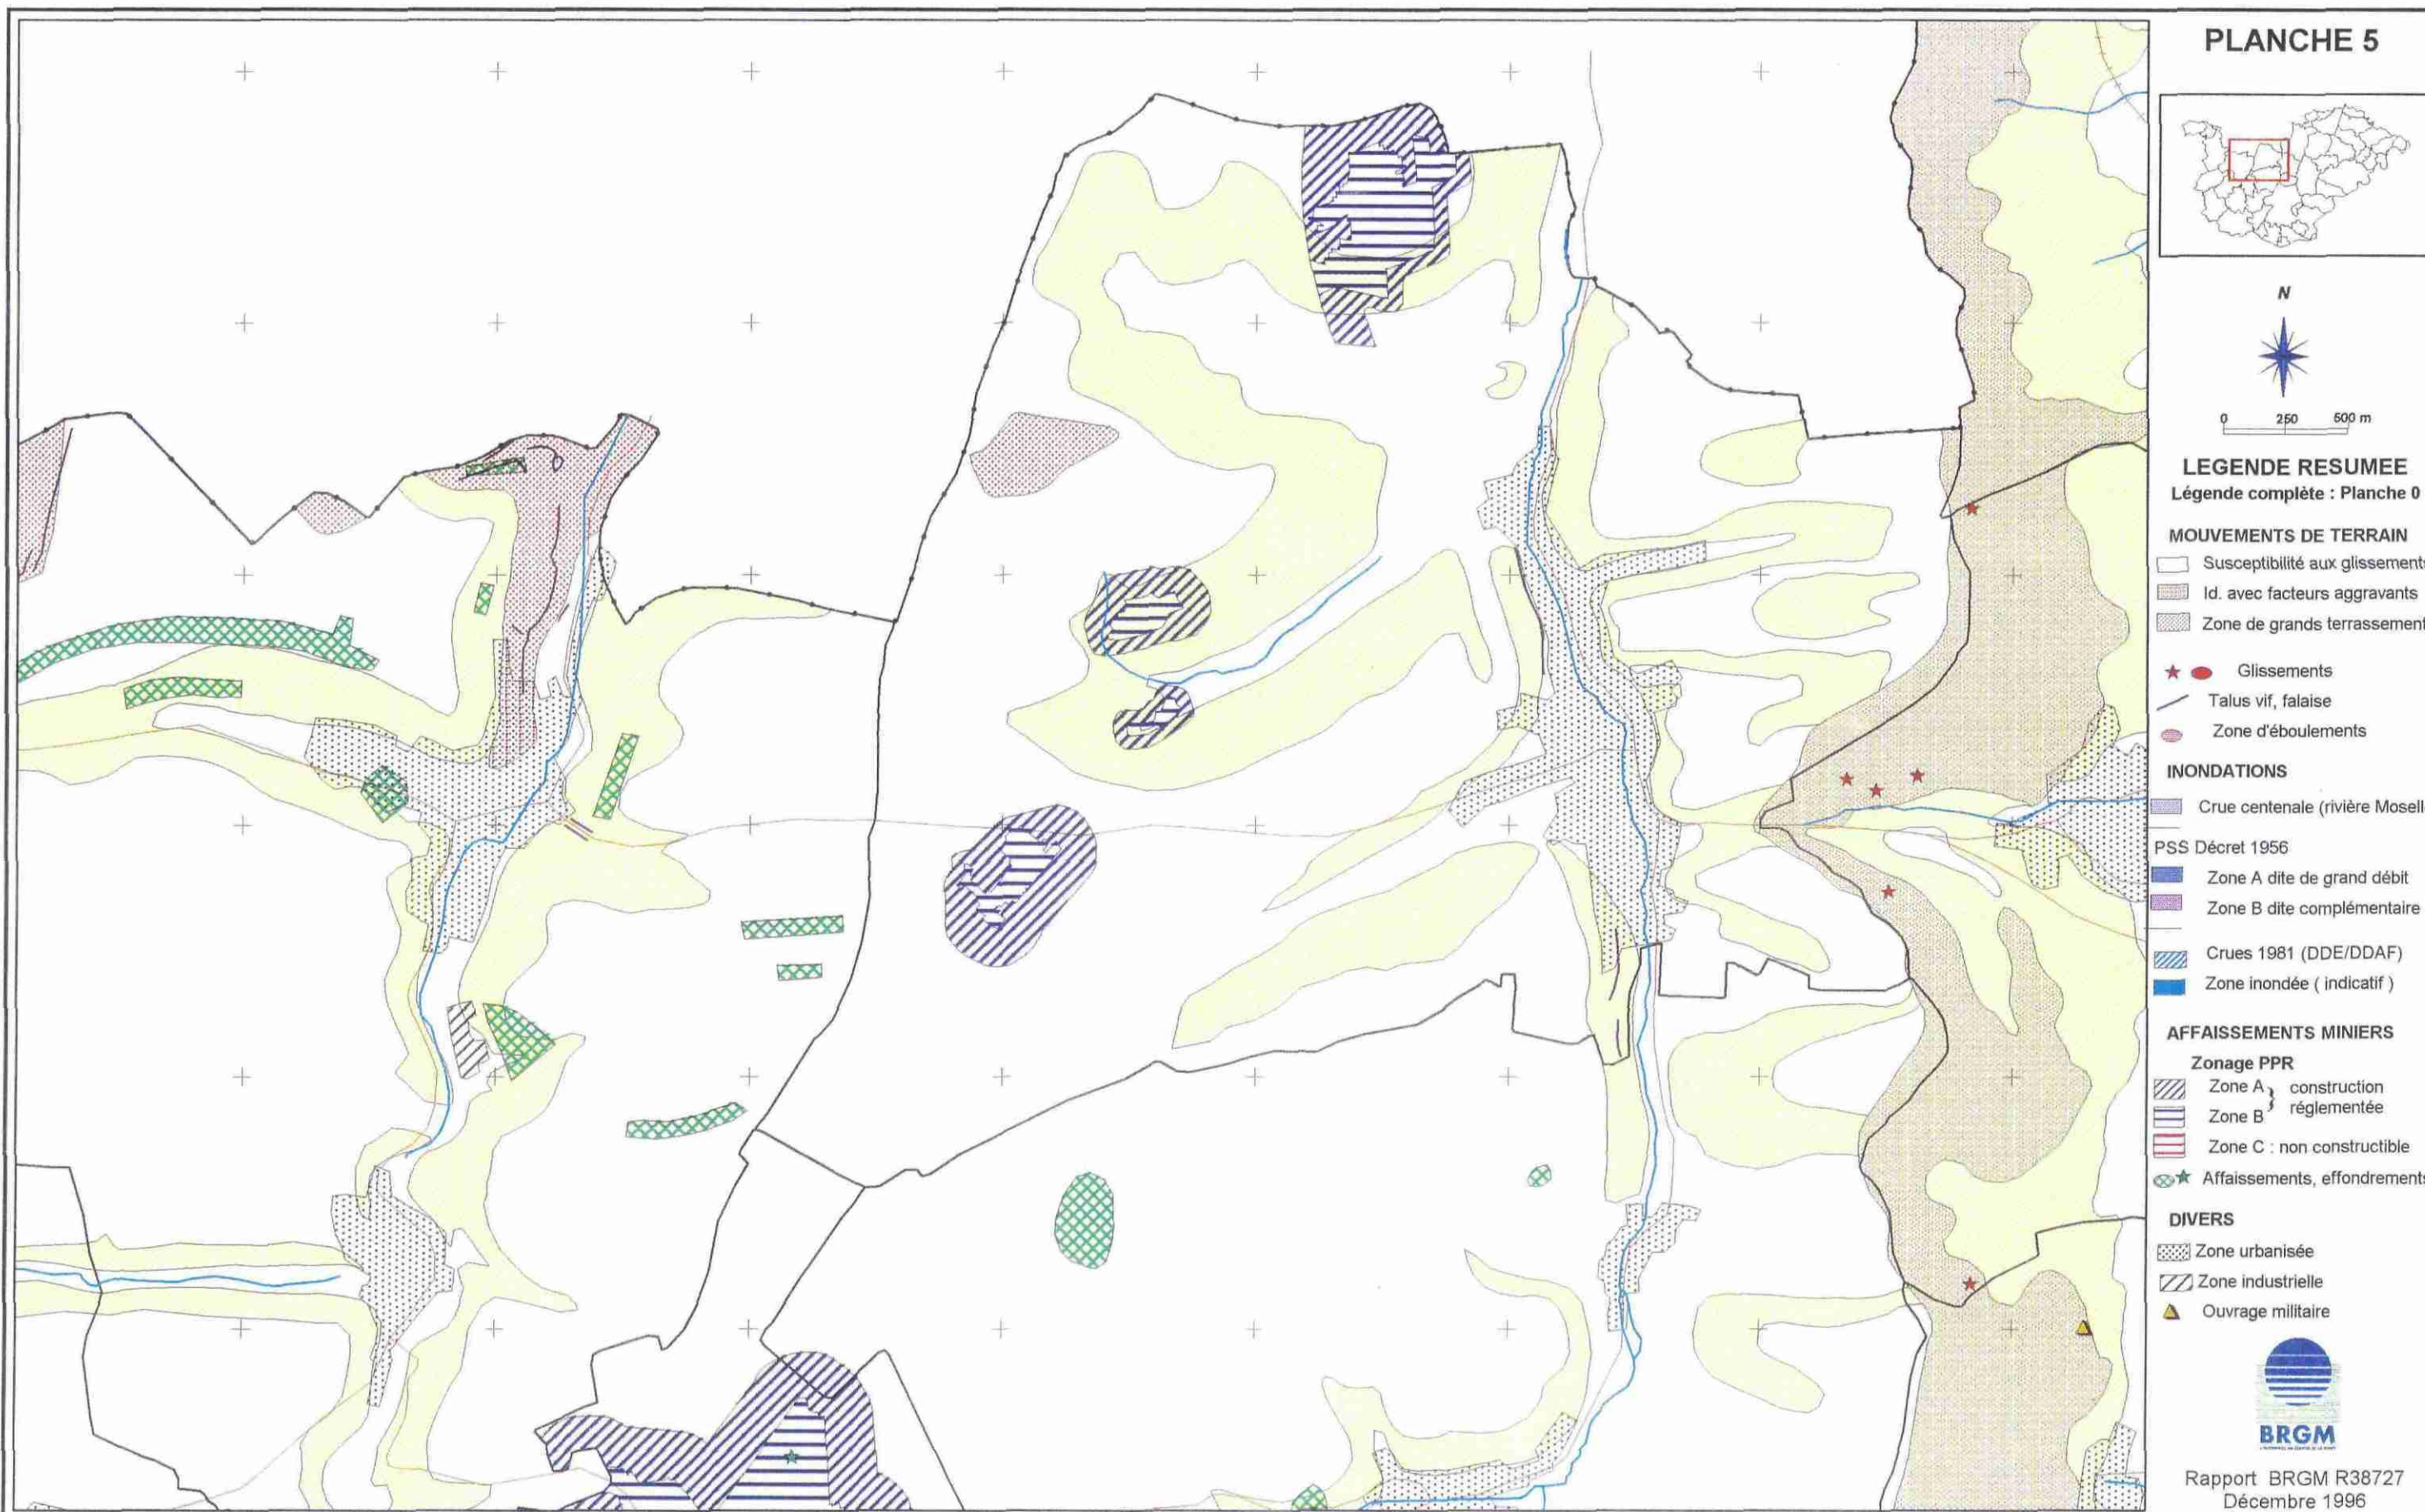 PLANCHE 5
N
0 250 500 m
LEGENDE RESUMEE
Légende complète : Planche 0
MOUVEMENTS DE TERRAIN
Susceptibilité aux glissements
Id. avec facteurs aggravants
Zone de grands terrassement
Glissements
Talus vif, falaise
Zone d'éboulements
INONDATIONS
Crue centenale (rivière Mosell
PSS Décret 1956
Zone A dite de grand débit
Zone B dite complémentaire
Crues 1981 (DDE/DDAF)
Zone inondée ( indicatif )
AFFAISSEMENTS MINIERS
Zonage PPR
Zone A } construction
Zone B réglementée
Zone C : non constructible
Affaissements, effondrements
DIVERS
Zone urbanisée
Zone industrielle
Ouvrage militaire
BRGM
Rapport BRGM R38727
Décembre 1996